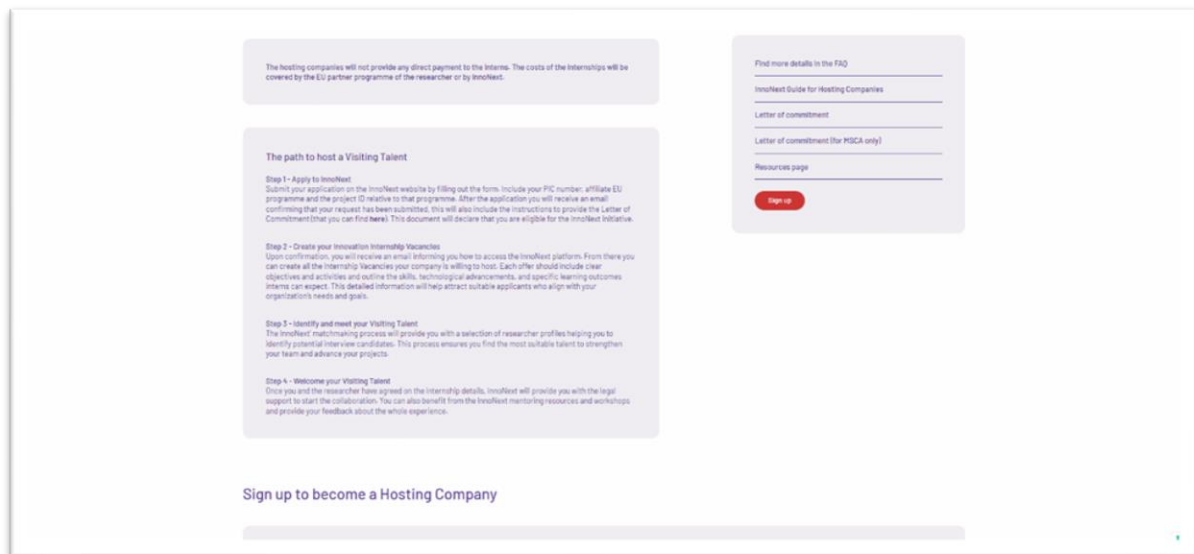 The hosting companies will not provide any direct payment to the interns. The costs of the internships will be
covered by the EU partner programme of the researcher or by InnoNext.
The path to host a Visiting Talent
Step 1 - Apply to InnoNext
Submit your application on the InnoNext website by filling out the form. Include your PIC number, affiliate EU
programme and the project ID relative to that programme. After the application you will receive an email
confirming that your request has been submitted, this will also include the instructions to provide the Letter of
Commitment (that you can find here). This document will declare that you are eligible for the InnoNext Initiative.
Step 2 - Create your Innovation Internship Vacancies
Upon confirmation, you will receive an email informing you how to access the InnoNext platform. From there you
can create all the Internship Vacancies your company is willing to host. Each offer should include clear
objectives and activities and outline the skills, technological advancements, and specific learning outcomes
interns can expect. This detailed information will help attract suitable applicants who align with your
organization's needs and goals.
Step 3 - Identify and meet your Visiting Talent
The InnoNext' matchmaking process will provide you with a selection of researcher profiles helping you to
identify potential interview candidates. This process ensures you find the most suitable talent to strengthen
your team and advance your projects.
Step 4 - Welcome your Visiting Talent
Once you and the researcher have agreed on the internship details, InnoNext will provide you with the legal
support to start the collaboration. You can also benefit from the InnoNext mentoring resources and workshops
and provide your feedback about the whole experience.
Find more details in the FAQ
InnoNext Guide for Hosting Companies
Letter of commitment
Letter of commitment (for MSCA only)
Resources page
Sign up
Sign up to become a Hosting Company